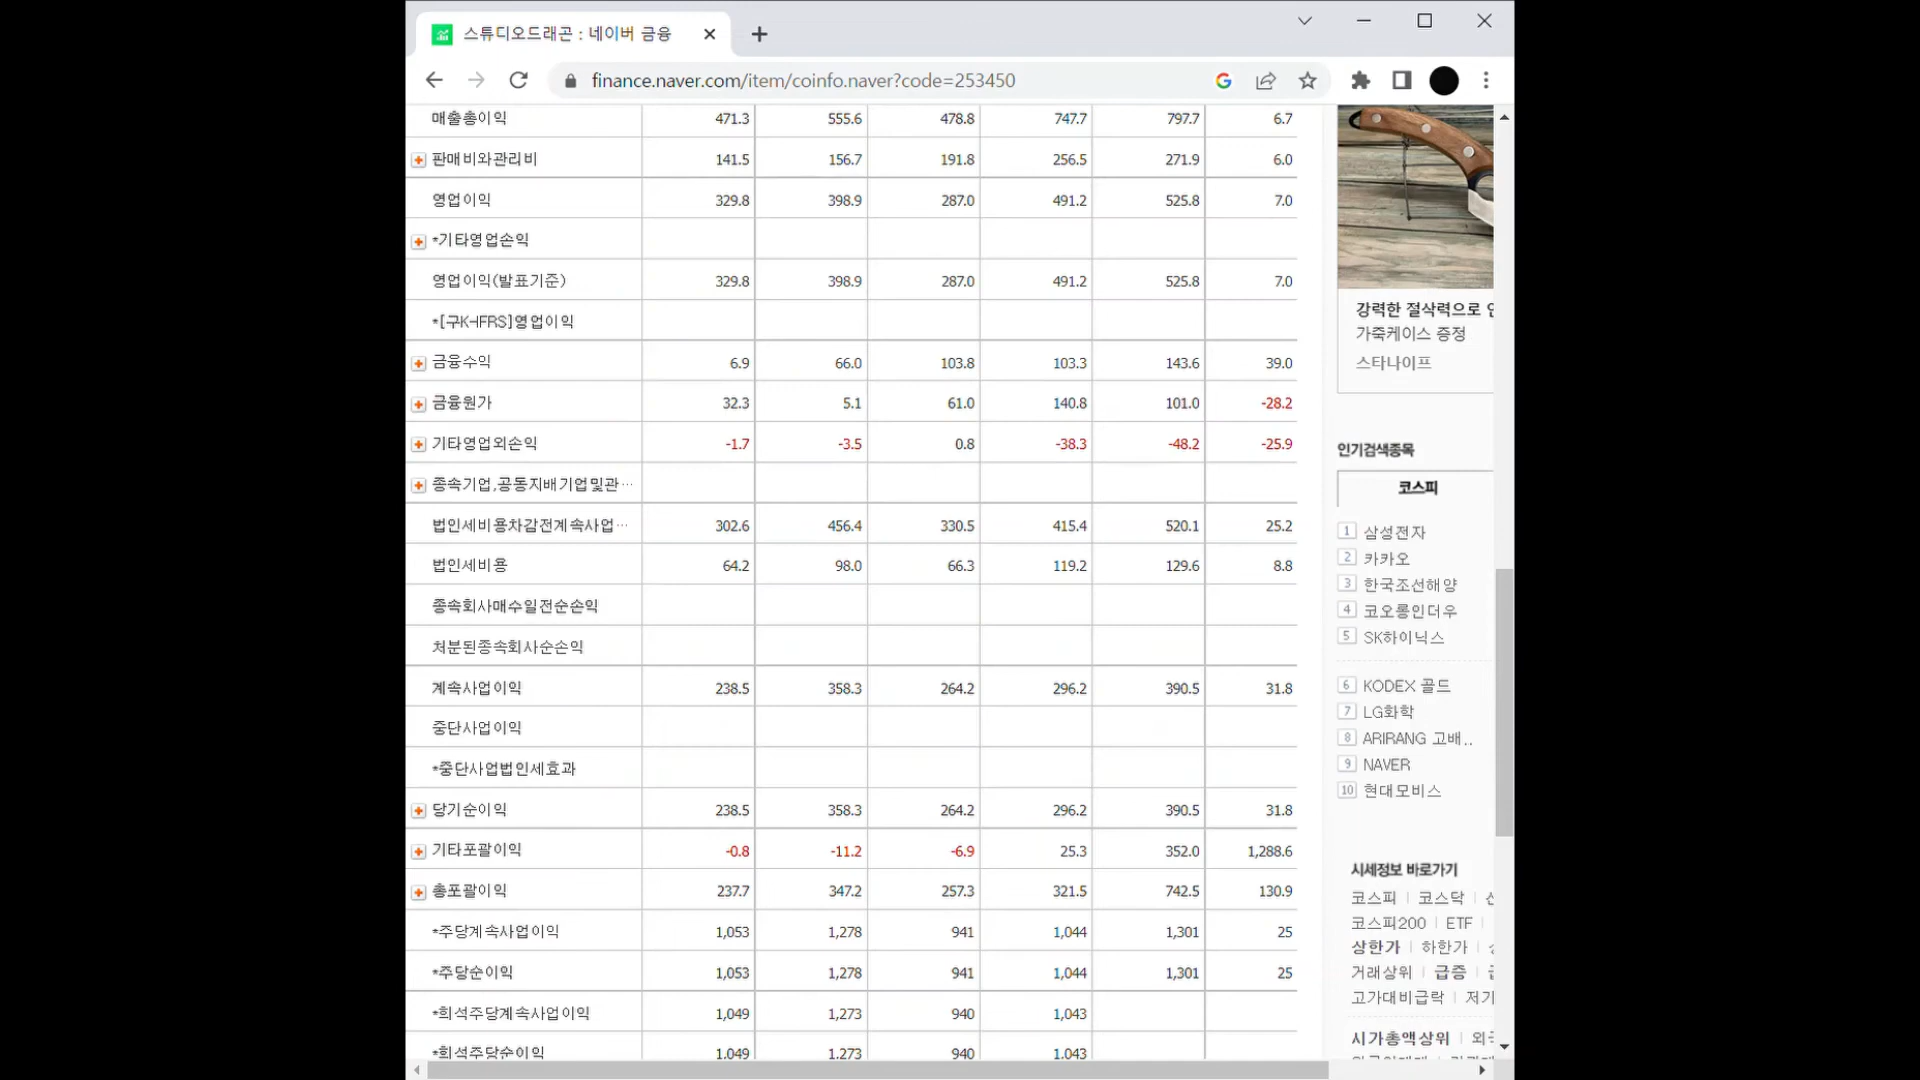 스튜디오드래곤 : 네이버 금융
finance.naver.com/item/coinfo.naver?code=253450
매출총이익 471.3 555.6 478.8 747.7 797.7 6.7
판매비와관리비 141.5 156.7 191.8 256.5 271.9 6.0
영업이익 329.8 398.9 287.0 491.2 525.8 7.0
*기타영업손익
영업이익(발표기준) 329.8 398.9 287.0 491.2 525.8 7.0
*[구K-IFRS]영업이익
금융수익 6.9 66.0 103.8 103.3 143.6 39.0
금융원가 32.3 5.1 61.0 140.8 101.0 -28.2
기타영업외손익 -1.7 -3.5 0.8 -38.3 -48.2 -25.9
종속기업,공동지배기업및관…
법인세비용차감전계속사업… 302.6 456.4 330.5 415.4 520.1 25.2
법인세비용 64.2 98.0 66.3 119.2 129.6 8.8
종속회사매수일전순손익
처분된종속회사순손익
계속사업이익 238.5 358.3 264.2 296.2 390.5 31.8
중단사업이익
*중단사업법인세효과
당기순이익 238.5 358.3 264.2 296.2 390.5 31.8
기타포괄이익 -0.8 -11.2 -6.9 25.3 352.0 1,288.6
총포괄이익 237.7 347.2 257.3 321.5 742.5 130.9
*주당계속사업이익 1,053 1,278 941 1,044 1,301 25
*주당순이익 1,053 1,278 941 1,044 1,301 25
*희석주당계속사업이익 1,049 1,273 940 1,043
*희석주당순이익 1,049 1,273 940 1,043
강력한 절삭력으로
가죽케이스 증정
스타나이프
인기검색종목
코스피
1 삼성전자
2 카카오
3 한국조선해양
4 코오롱인더우
5 SK하이닉스
6 KODEX 골드
7 LG화학
8 ARIRANG 고배..
9 NAVER
10 현대모비스
시세정보 바로가기
코스피 | 코스닥 |
코스피200 | ETF |
상한가 | 하한가 |
거래상위 | 급증 |
고가대비급락 | 저기
시가총액상위 | 외국